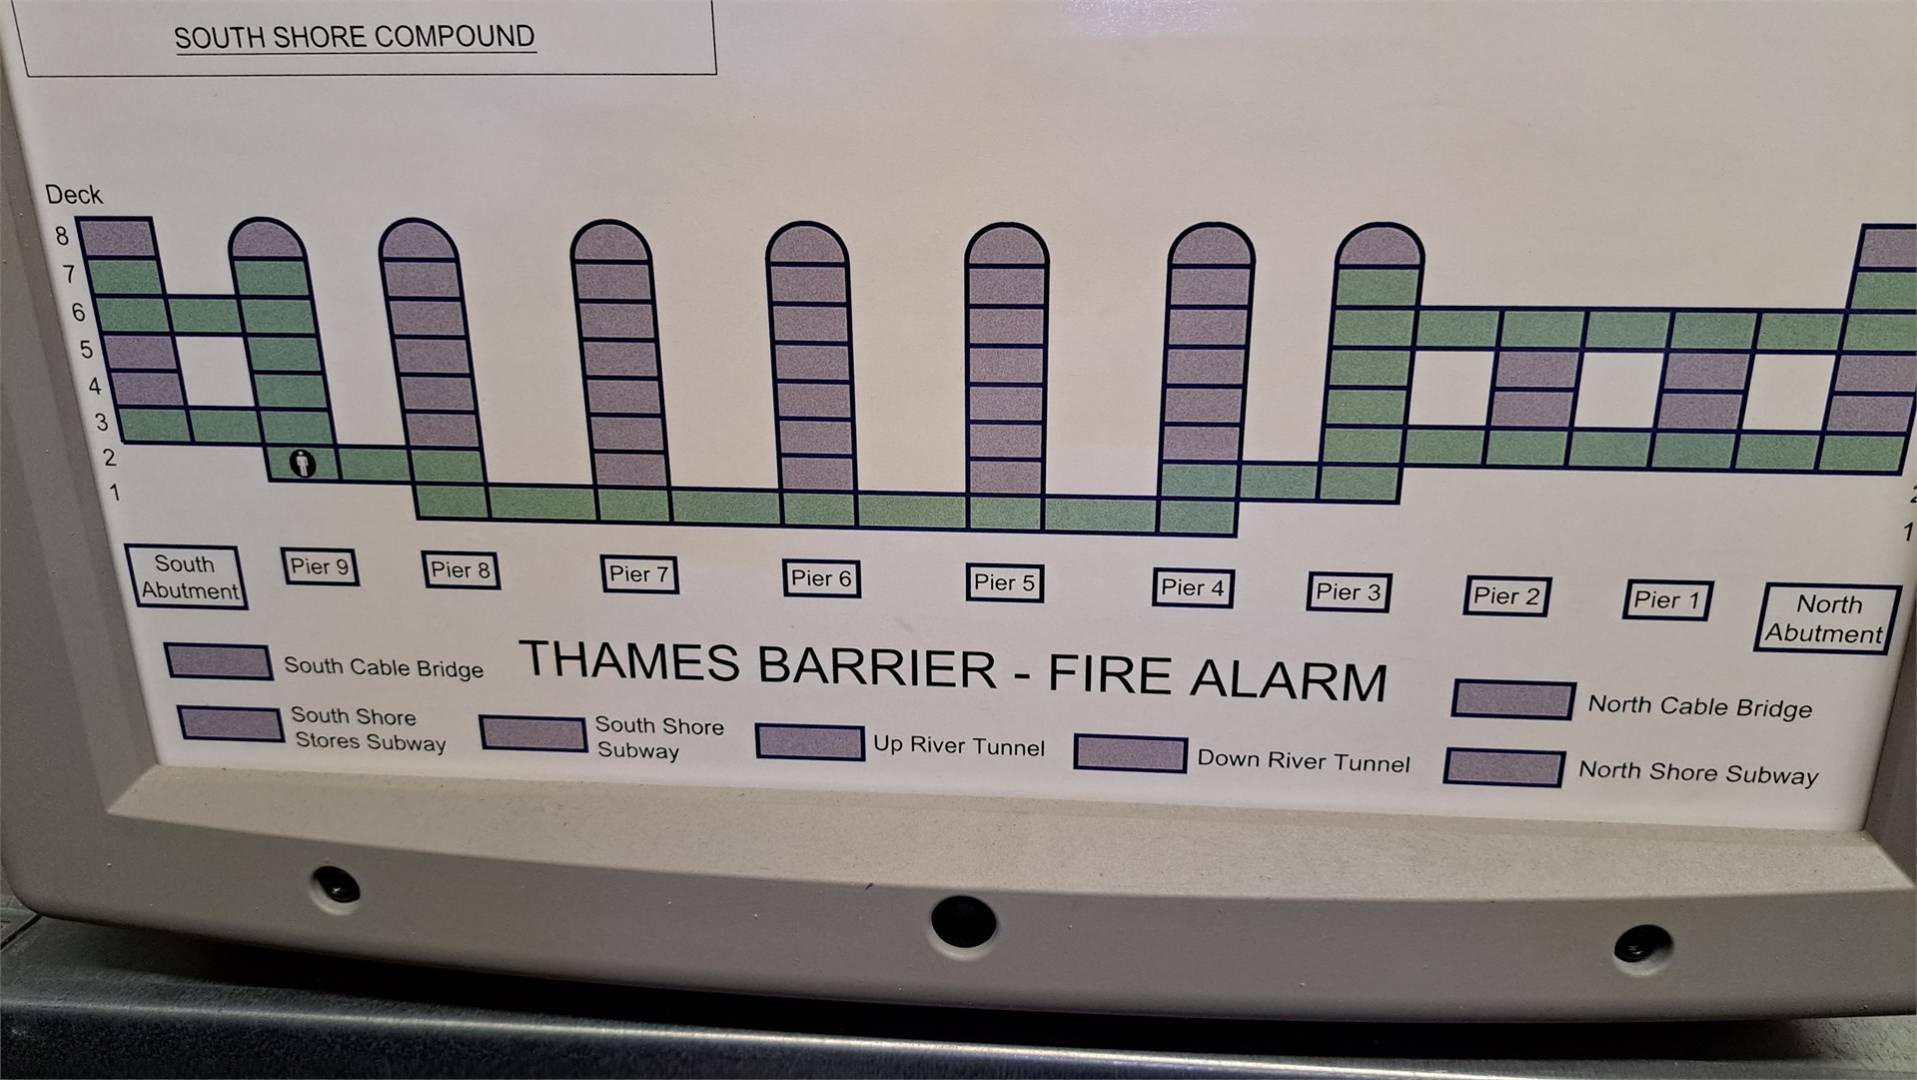 SOUTH SHORE COMPOUND
Deck
8
7
6
5
4
3
2
1
2
1
South
Abutment
Pier 9
Pier 8
Pier 7
Pier 6
Pier 5
Pier 4
Pier 3
Pier 2
Pier 1
North
Abutment
South Cable Bridge
THAMES BARRIER - FIRE ALARM
North Cable Bridge
South Shore
Stores Subway
South Shore
Subway
Up River Tunnel
Down River Tunnel
North Shore Subway